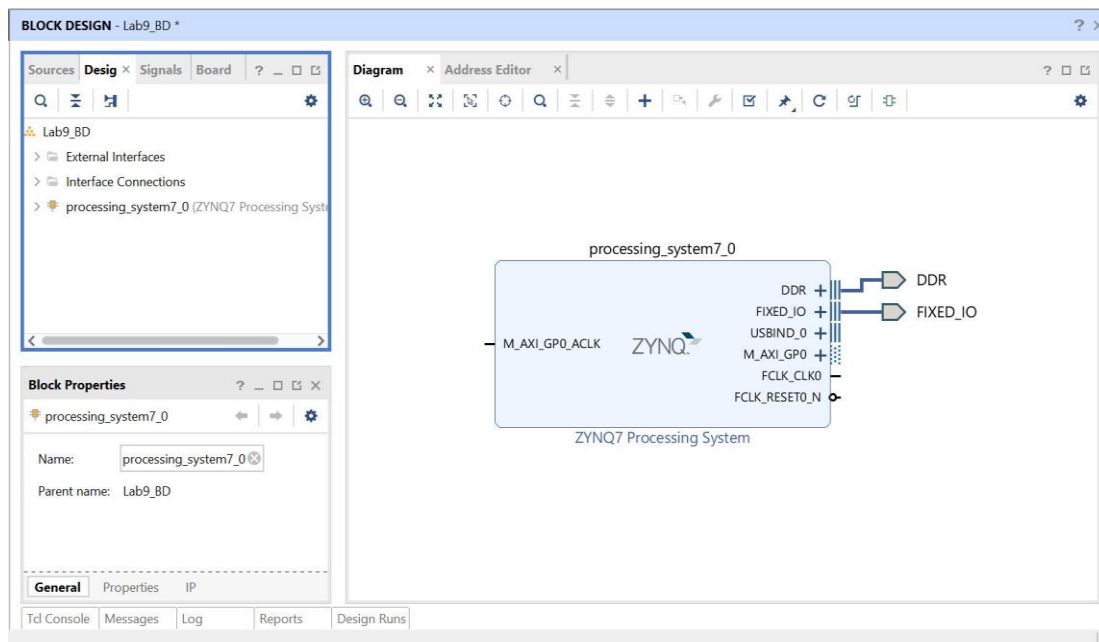 BLOCK DESIGN - Lab9_BD *
Sources Desig Signals Board
Lab9_BD
External Interfaces
Interface Connections
processing_system7_0 (ZYNQ7 Processing Syste
Block Properties
processing_system7_0
Name: processing_system7_0
Parent name: Lab9_BD
General Properties IP
Diagram Address Editor
processing_system7_0
DDR
FIXED_IO
USBIND_0
M_AXI_GP0
FCLK_CLK0
FCLK_RESET0_N
M_AXI_GP0_ACLK
ZYNQ
ZYNQ7 Processing System
DDR
FIXED_IO
Tcl Console Messages Log Reports Design Runs